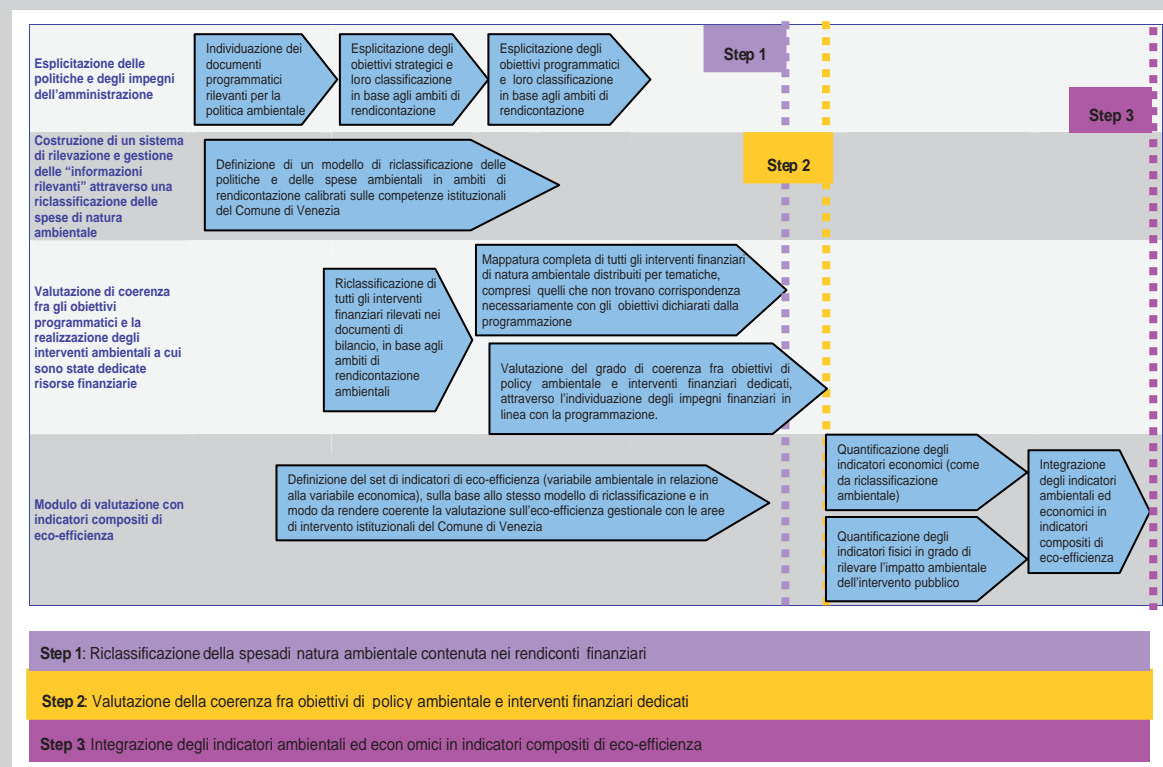 Esplicitazione delle
politiche e degli impegni
dell'amministrazione
Individuazione dei
documenti
programmatici
rilevanti per la
politica ambientale
Esplicitazione degli
obiettivi strategici e
loro classificazione
in base agli ambiti di
rendicontazione
Esplicitazione degli
obiettivi programmatici
e loro classificazione
in base agli ambiti di
rendicontazione
Step 1
Step 3
Costruzione di un sistema
di rilevazione e gestione
delle "informazioni
rilevanti" attraverso una
riclassificazione delle
spese di natura
ambientale
Definizione di un modello di riclassificazione delle
politiche e delle spese ambientali in ambiti di
rendicontazione calibrati sulle competenze istituzionali
del Comune di Venezia
Step 2
Valutazione di coerenza
fra gli obiettivi
programmatici e la
realizzazione degli
interventi ambientali a cui
sono state dedicate
risorse finanziarie
Riclassificazione di
tutti gli interventi
finanziari rilevati nei
documenti di
bilancio, in base agli
ambiti di
rendicontazione
ambientali
Mappatura completa di tutti gli interventi finanziari
di natura ambientale distribuiti per tematiche,
compresi quelli che non trovano corrispondenza
necessariamente con gli obiettivi dichiarati dalla
programmazione
Valutazione del grado di coerenza fra obiettivi di
policy ambientale e interventi finanziari dedicati,
attraverso l'individuazione degli impegni finanziari in
linea con la programmazione.
Modulo di valutazione con
indicatori compositi di
eco-efficienza
Definizione del set di indicatori di eco-efficienza (variabile ambientale in relazione
alla variabile economica), sulla base allo stesso modello di riclassificazione e in
modo da rendere coerente la valutazione sull'eco-efficienza gestionale con le aree
di intervento istituzionali del Comune di Venezia
Quantificazione degli
indicatori economici (come
da riclassificazione
ambientale)
Quantificazione degli
indicatori fisici in grado di
rilevare l'impatto ambientale
dell'intervento pubblico
Integrazione
degli indicatori
ambientali ed
economici in
indicatori
compositi di
eco-efficienza
Step 1: Riclassificazione della spesadi natura ambientale contenuta nei rendiconti finanziari
Step 2: Valutazione della coerenza fra obiettivi di policy ambientale e interventi finanziari dedicati
Step 3 Integrazione degli indicatori ambientali ed econ omici in indicatori compositi di eco-efficienza